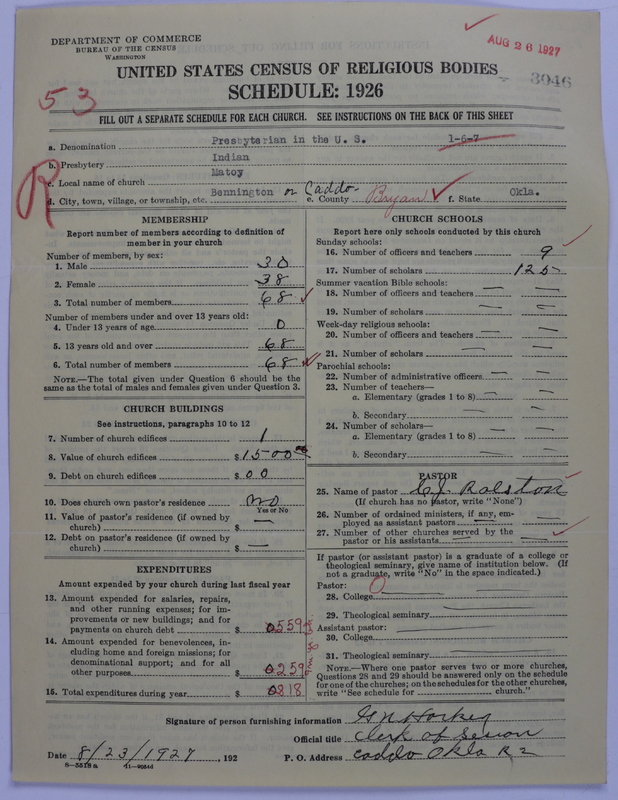 DEPARTMENT OF COMMERCE
BUREAU OF THE CENSUS
WASHINGTON
AUG 26 1927
3046
UNITED STATES CENSUS OF RELIGIOUS BODIES
SCHEDULE: 1926
53
FILL OUT A SEPARATE SCHEDULE FOR EACH CHURCH. SEE INSTRUCTIONS ON THE BACK OF THIS SHEET
R
a. Denomination Presbyterian in the U. S. 1-6-7
b. Presbytery Indian
c. Local name of church Matoy
d. City, town, village, or township, etc. Bennington or Caddo e. County Bryan f. State Okla.
MEMBERSHIP
Report number of members according to definition of
member in your church
Number of members, by sex:
1. Male 30
2. Female 38
3. Total number of members 68
Number of members under and over 13 years old:
4. Under 13 years of age 0
5. 13 years old and over 68
6. Total number of members 68
NOTE.—The total given under Question 6 should be the
same as the total of males and females given under Question 3.
CHURCH BUILDINGS
See instructions, paragraphs 10 to 12
7. Number of church edifices 1
8. Value of church edifices $1500 00
9. Debt on church edifices $00
10. Does church own pastor's residence No
Yes or No
11. Value of pastor's residence (if owned by
church) $ —
12. Debt on pastor's residence (if owned by
church) $ —
EXPENDITURES
Amount expended by your church during last fiscal year
13. Amount expended for salaries, repairs,
and other running expenses; for im-
provements or new buildings; and for
payments on church debt $ 559
14. Amount expended for benevolences, in-
cluding home and foreign missions; for
denominational support; and for all
other purposes $ 259
15. Total expenditures during year $ 818
CHURCH SCHOOLS
Report here only schools conducted by this church
Sunday schools:
16. Number of officers and teachers 9
17. Number of scholars 125
Summer vacation Bible schools:
18. Number of officers and teachers — —
19. Number of scholars — —
Week-day religious schools:
20. Number of officers and teachers — —
21. Number of scholars — —
Parochial schools:
22. Number of administrative officers — —
23. Number of teachers—
a. Elementary (grades 1 to 8) — —
b. Secondary — —
24. Number of scholars—
a. Elementary (grades 1 to 8) — —
b. Secondary — —
PASTOR
25. Name of pastor C. J. Ralston
(If church has no pastor, write "None")
26. Number of ordained ministers, if any, em-
ployed as assistant pastors —
27. Number of other churches served by the
pastor or his assistants — —
If pastor (or assistant pastor) is a graduate of a college or
theological seminary, give name of institution below. (If
not a graduate, write "No" in the space indicated.)
Pastor:
28. College
29. Theological seminary
Assistant pastor:
30. College
31. Theological seminary
NOTE.—Where one pastor serves two or more churches,
Questions 28 and 29 should be answered only on the schedule
for one of the churches; on the schedules for the other churches,
write "See schedule for church."
Signature of person furnishing information
Official title Clerk of Session
Date 8/23/1927, 192 P. O. Address Caddo Okla R 2
6—5518a